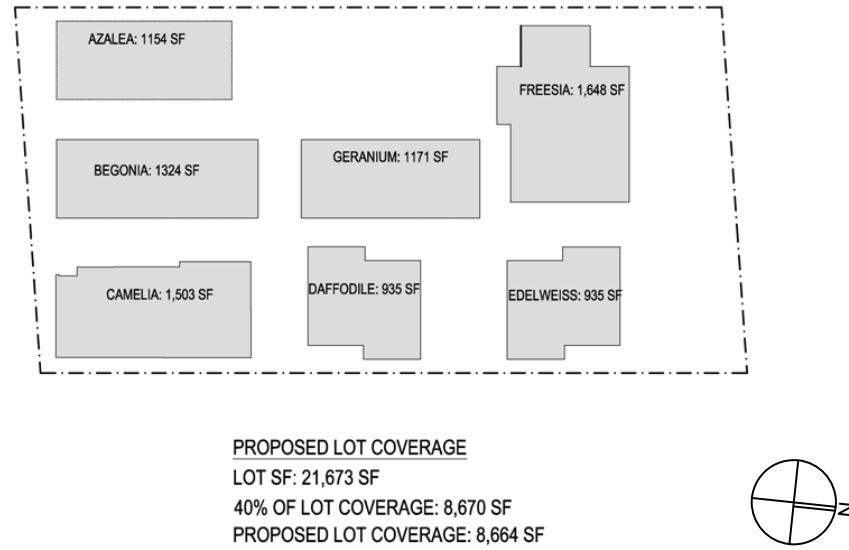 AZALEA: 1154 SF
FREESIA: 1,648 SF
BEGONIA: 1324 SF
GERANIUM: 1171 SF
CAMELIA: 1,503 SF
DAFFODILE: 935 SF
EDELWEISS: 935 SF
PROPOSED LOT COVERAGE
LOT SF: 21,673 SF
40% OF LOT COVERAGE: 8,670 SF
PROPOSED LOT COVERAGE: 8,664 SF
N